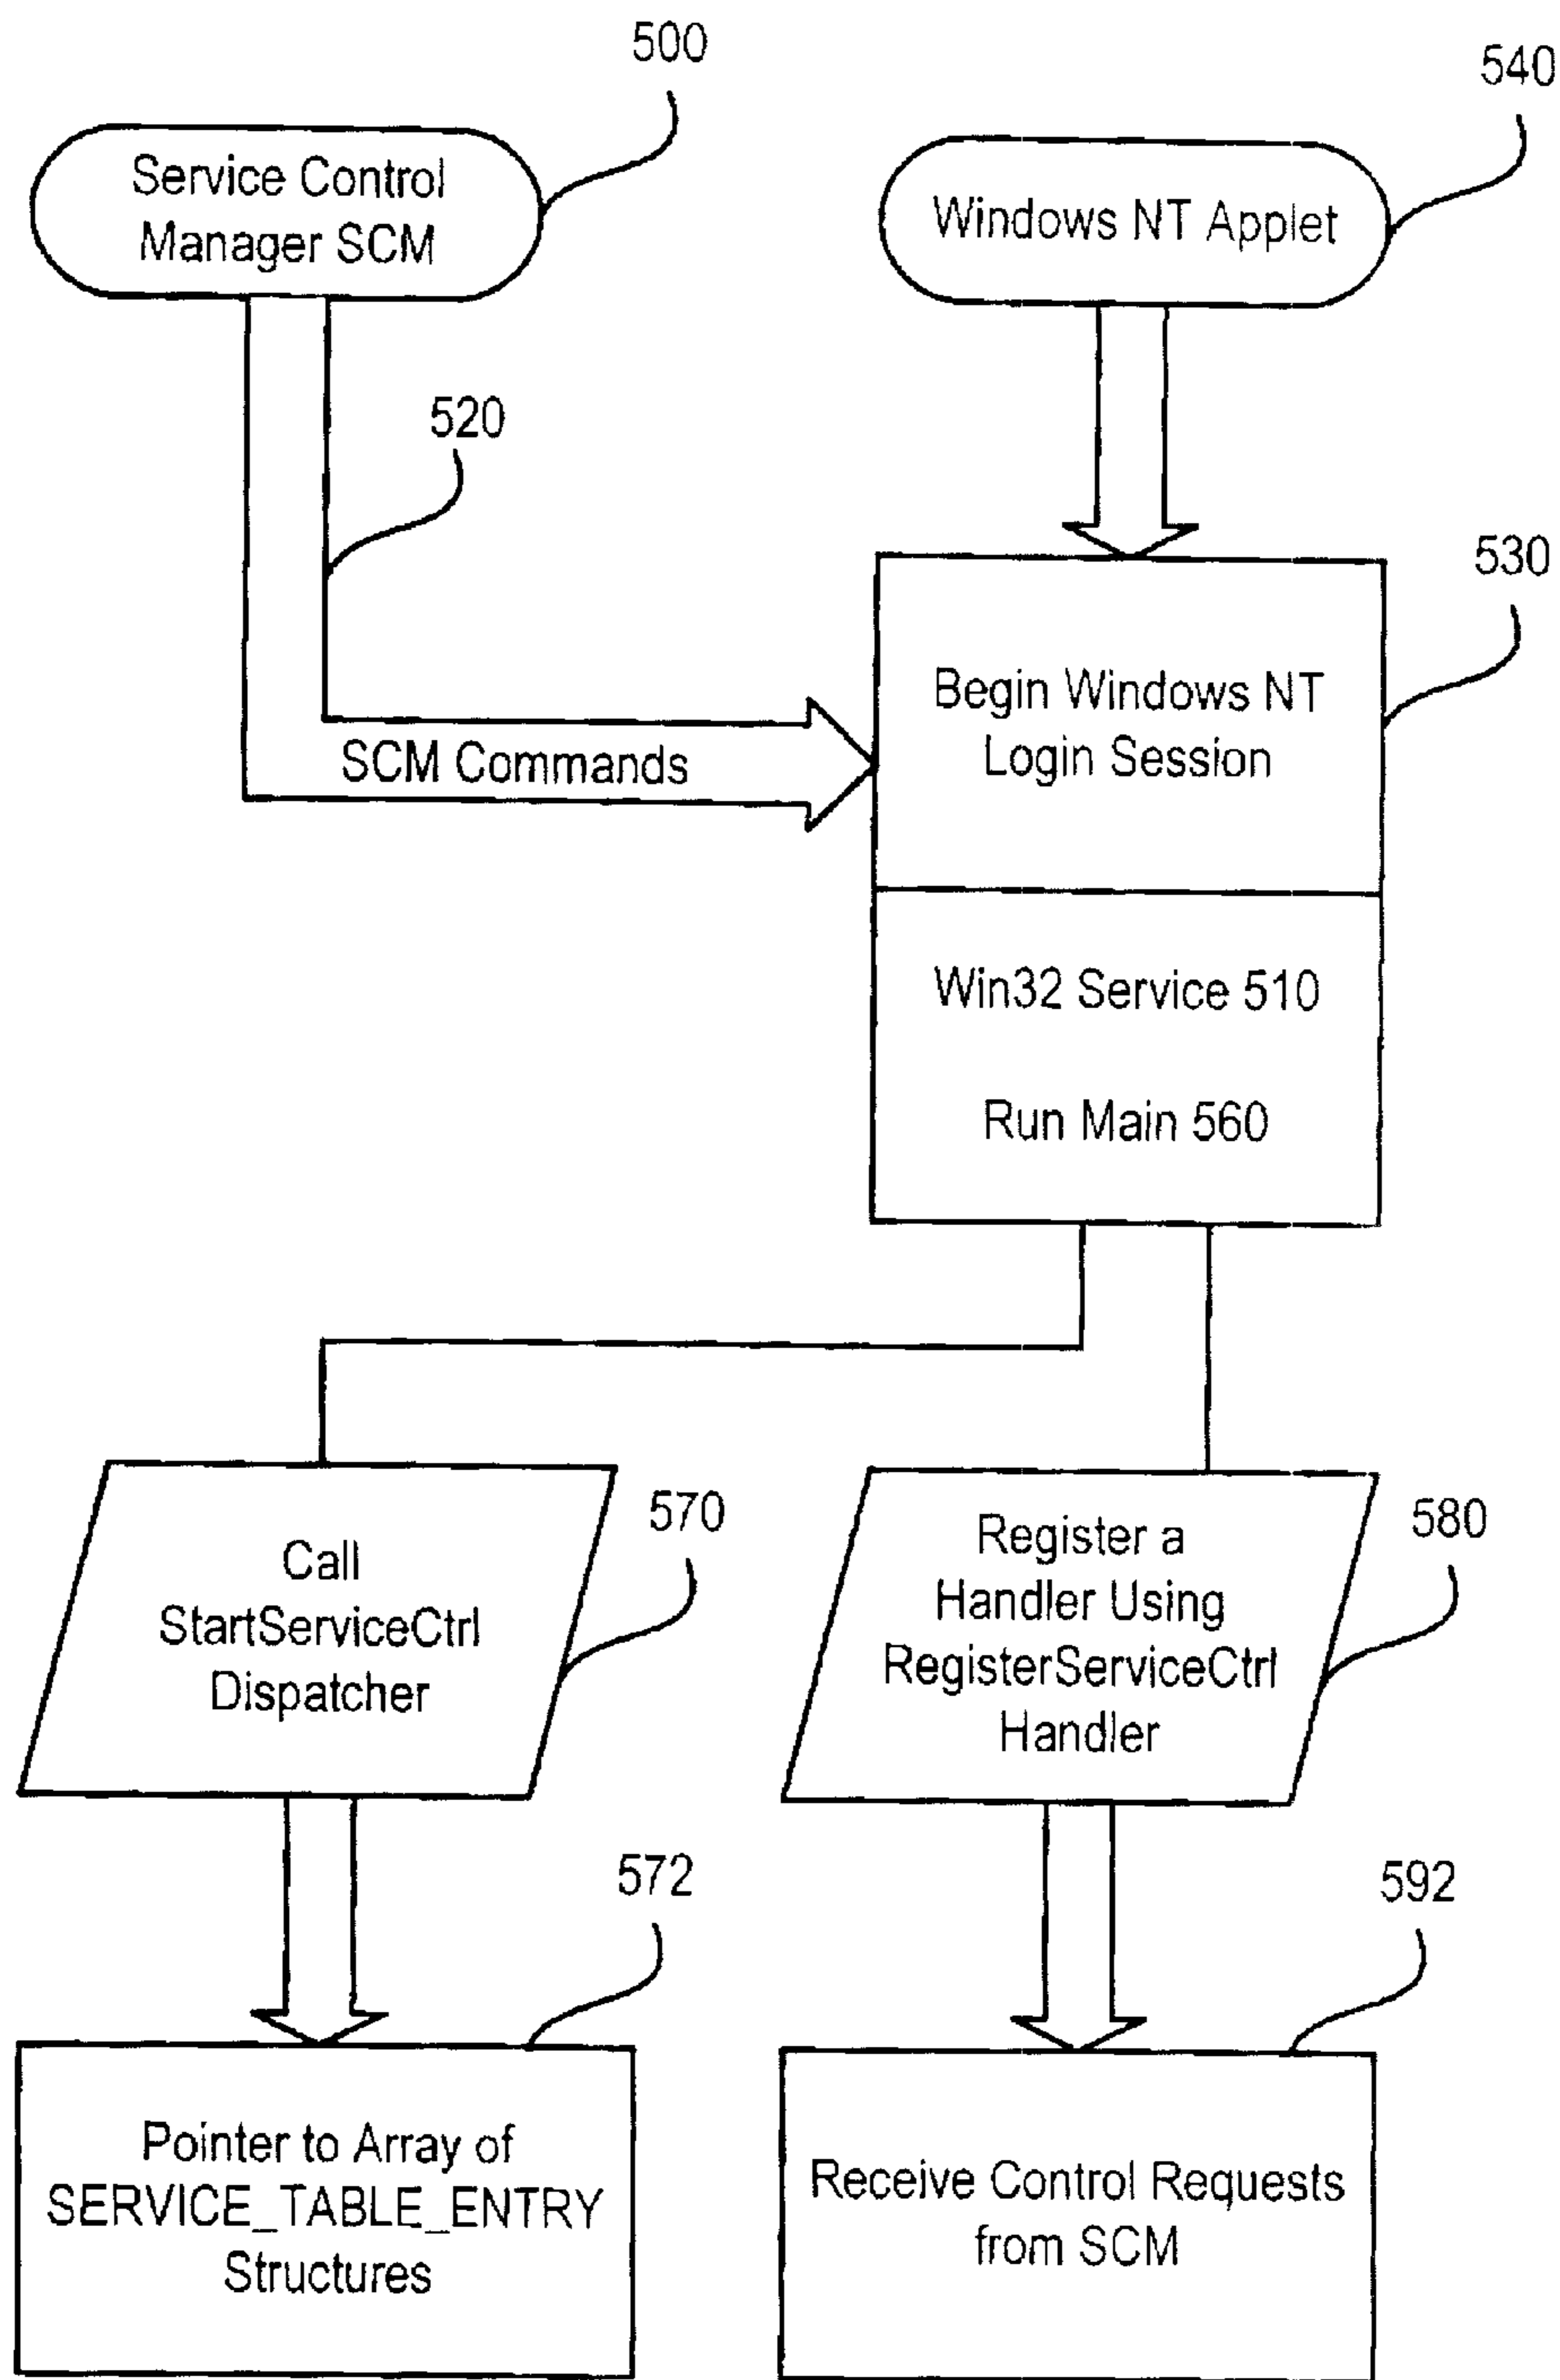 500
540
Service Control
Manager SCM
Windows NT Applet
520
530
Begin Windows NT
Login Session
SCM Commands
Win32 Service 510
Run Main 560
570
580
Call
StartServiceCtrl
Dispatcher
Register a
Handler Using
RegisterServiceCtrl
Handler
572
592
Pointer to Array of
SERVICE_TABLE_ENTRY
Structures
Receive Control Requests
from SCM